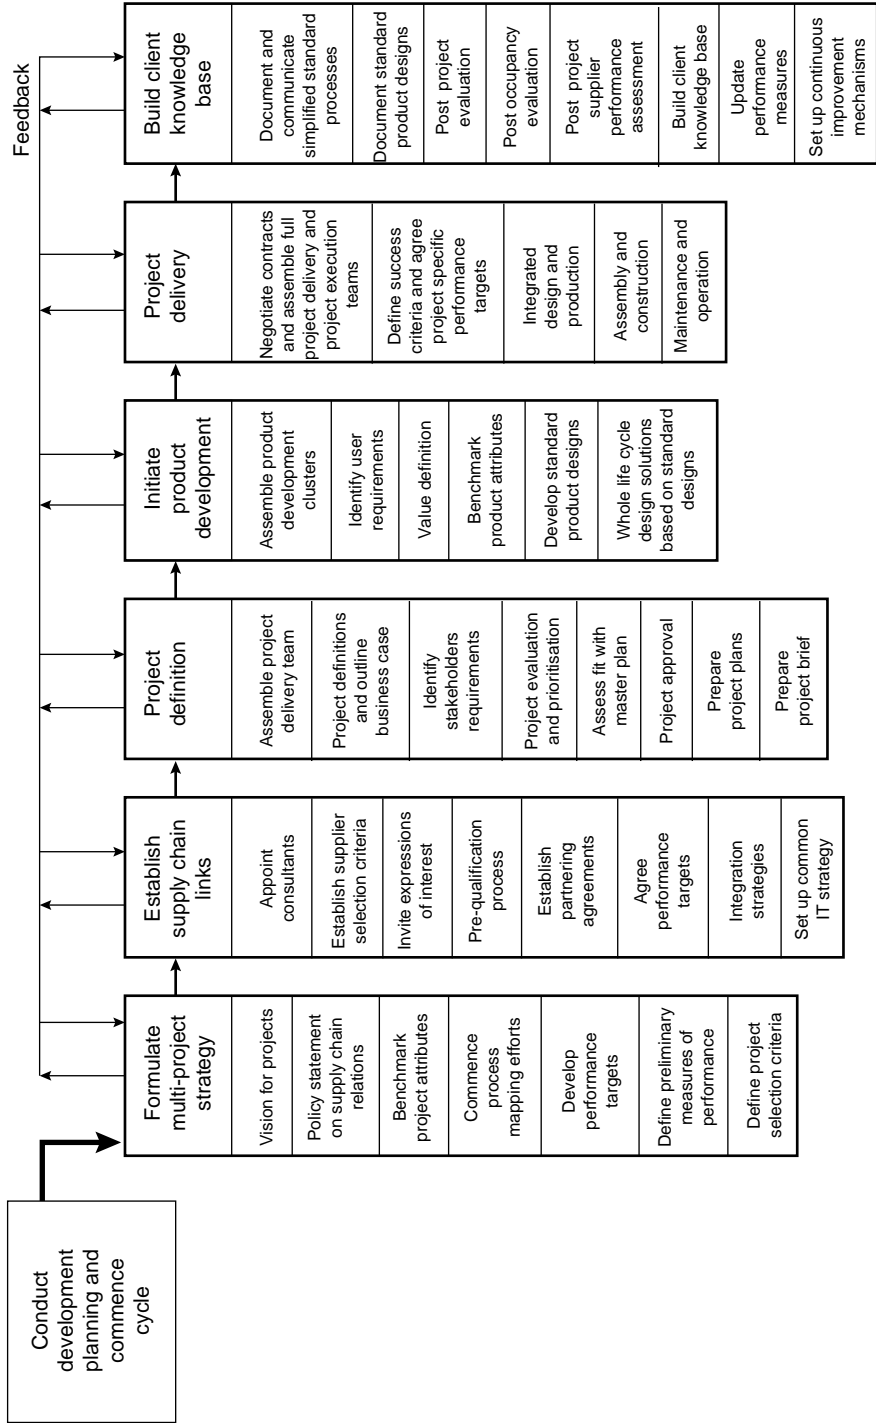 Conduct
development
planning and
commence
cycle
Feedback
Formulate
multi-project
strategy
Vision for projects
Policy statement
on supply chain
relations
Benchmark
project attributes
Commence
process
mapping efforts
Develop
performance
targets
Define preliminary
measures of
performance
Define project
selection criteria
Establish
supply chain
links
Appoint
consultants
Establish supplier
selection criteria
Invite expressions
of interest
Pre-qualification
process
Establish
partnering
agreements
Agree
performance
targets
Integration
strategies
Set up common
IT strategy
Project
definition
Assemble project
delivery team
Project definitions
and outline
business case
Identify
stakeholders
requirements
Project evaluation
and prioritisation
Assess fit with
master plan
Project approval
Prepare
project plans
Prepare
project brief
Initiate
product
development
Assemble product
development
clusters
Identify user
requirements
Value definition
Benchmark
product attributes
Develop standard
product designs
Whole life cycle
design solutions
based on standard
designs
Project
delivery
Negotiate contracts
and assemble full
project delivery and
project execution
teams
Define success
criteria and agree
project specific
performance
targets
Integrated
design and
production
Assembly and
construction
Maintenance and
operation
Build client
knowledge
base
Document and
communicate
simplified standard
processes
Document standard
product designs
Post project
evaluation
Post occupancy
evaluation
Post project
supplier
performance
assessment
Build client
knowledge base
Update
performance
measures
Set up continuous
improvement
mechanisms